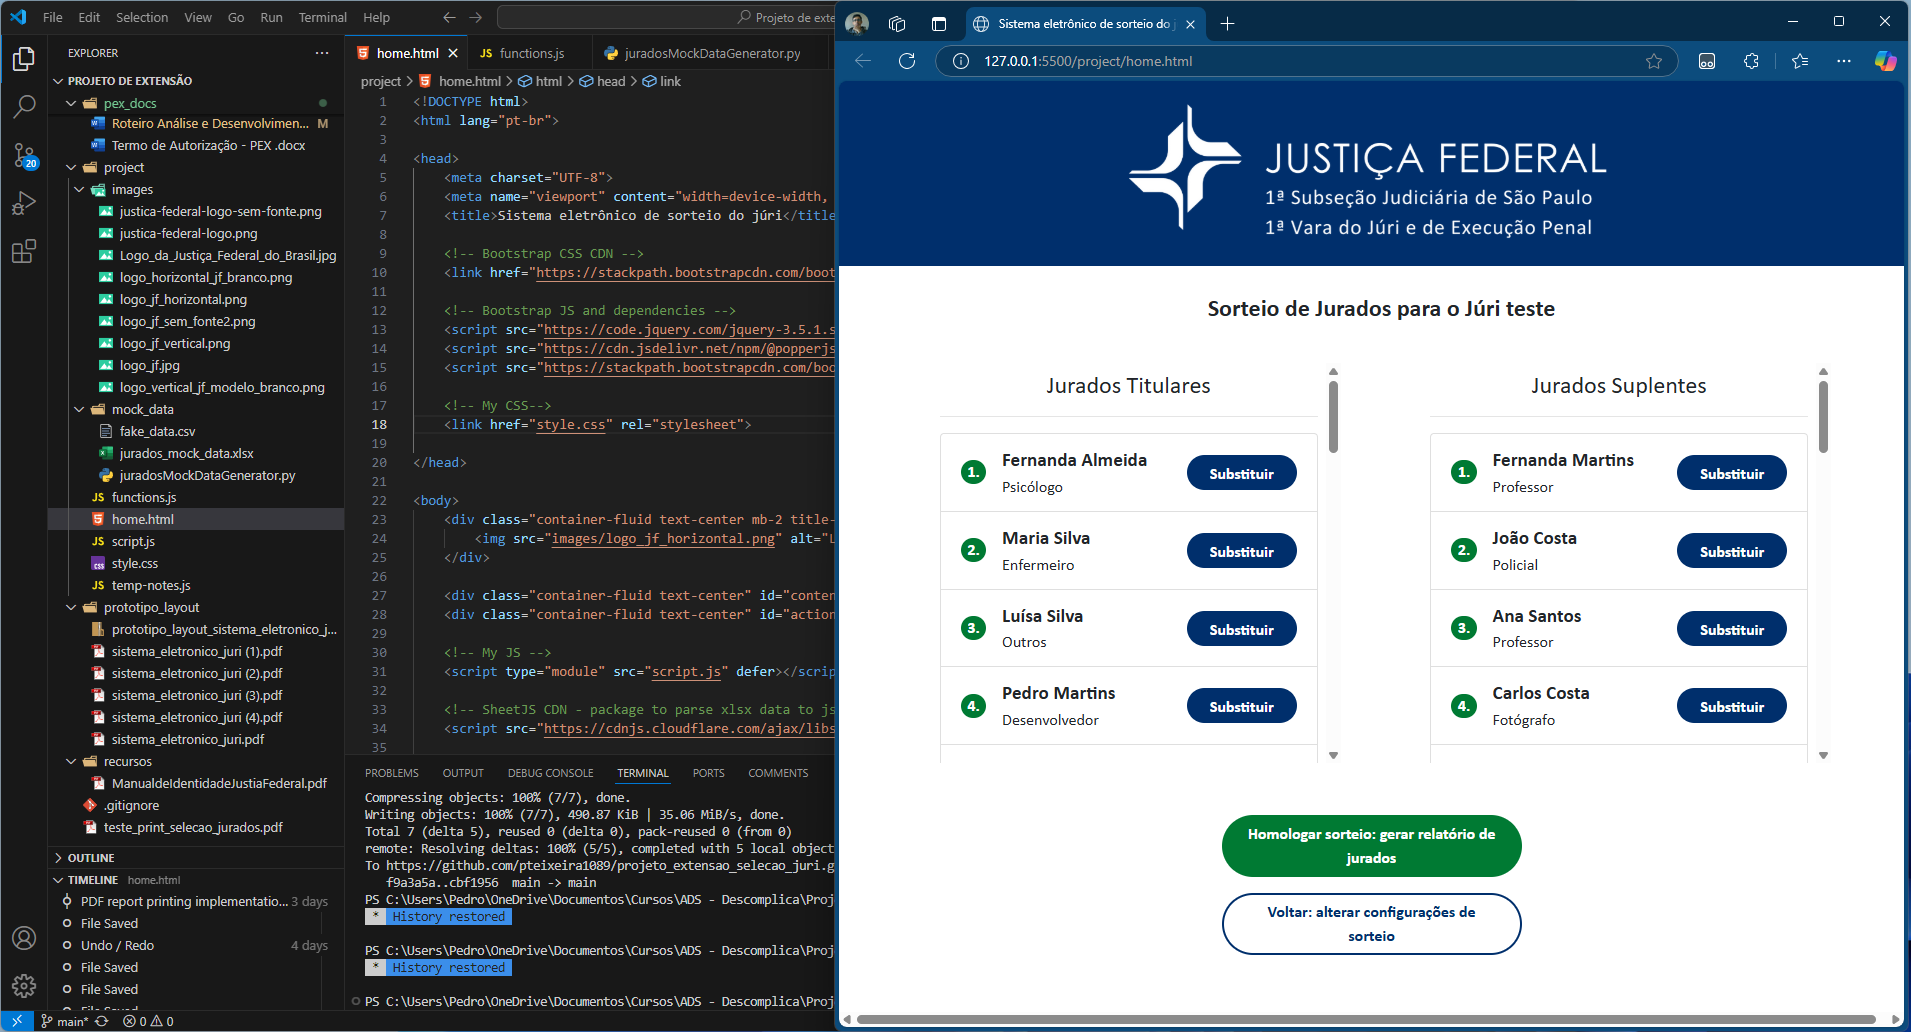 File Edit Selection View Go Run Terminal Help
Projeto de exte
EXPLORER
PROJETO DE EXTENSÃO
pex_docs
Roteiro Análise e Desenvolvimen... M
Termo de Autorização - PEX .docx
project
images
justica-federal-logo-sem-fonte.png
justica-federal-logo.png
Logo_da_Justiça_Federal_do_Brasil.jpg
logo_horizontal_jf_branco.png
logo_jf_horizontal.png
logo_jf_sem_fonte2.png
logo_jf_vertical.png
logo_jf.jpg
logo_vertical_jf_modelo_branco.png
mock_data
fake_data.csv
jurados_mock_data.xlsx
juradosMockDataGenerator.py
JS functions.js
home.html
JS script.js
style.css
JS temp-notes.js
prototipo_layout
prototipo_layout_sistema_eletronico_j...
sistema_eletronico_juri (1).pdf
sistema_eletronico_juri (2).pdf
sistema_eletronico_juri (3).pdf
sistema_eletronico_juri (4).pdf
sistema_eletronico_juri.pdf
recursos
ManualdeIdentidadeJustiaFederal.pdf
.gitignore
teste_print_selecao_jurados.pdf
OUTLINE
TIMELINE home.html
PDF report printing implementatio... 3 days
File Saved
Undo / Redo 4 days
File Saved
File Saved
File Saved
20
main* 0 0
home.html JS functions.js juradosMockDataGenerator.py
project > home.html > html > head > link
1 <!DOCTYPE html>
2 <html lang="pt-br">
3
4 <head>
5 <meta charset="UTF-8">
6 <meta name="viewport" content="width=device-width,
7 <title>Sistema eletrônico de sorteio do júri</title
8
9 <!-- Bootstrap CSS CDN -->
10 <link href="https://stackpath.bootstrapcdn.com/boot
11
12 <!-- Bootstrap JS and dependencies -->
13 <script src="https://code.jquery.com/jquery-3.5.1.s
14 <script src="https://cdn.jsdelivr.net/npm/@popperjs
15 <script src="https://stackpath.bootstrapcdn.com/boo
16
17 <!-- My CSS-->
18 <link href="style.css" rel="stylesheet">
19
20 </head>
21
22 <body>
23 <div class="container-fluid text-center mb-2 title-
24 <img src="images/logo_jf_horizontal.png" alt="L
25 </div>
26
27 <div class="container-fluid text-center" id="conten
28 <div class="container-fluid text-center" id="action
29
30 <!-- My JS -->
31 <script type="module" src="script.js" defer></scrip
32
33 <!-- SheetJS CDN - package to parse xlsx data to js
34 <script src="https://cdnjs.cloudflare.com/ajax/libs
35
PROBLEMS OUTPUT DEBUG CONSOLE TERMINAL PORTS COMMENTS
Compressing objects: 100% (7/7), done.
Writing objects: 100% (7/7), 490.87 KiB | 35.06 MiB/s, done.
Total 7 (delta 5), reused 0 (delta 0), pack-reused 0 (from 0)
remote: Resolving deltas: 100% (5/5), completed with 5 local object
To https://github.com/pteixeira1089/projeto_extensao_selecao_juri.g
f9a3a5a..cbf1956 main -> main
PS C:\Users\Pedro\OneDrive\Documentos\Cursos\ADS - Descomplica\Proj
* History restored
PS C:\Users\Pedro\OneDrive\Documentos\Cursos\ADS - Descomplica\Proj
* History restored
PS C:\Users\Pedro\OneDrive\Documentos\Cursos\ADS - Descomplica\Proj
Sistema eletrônico de sorteio do j
127.0.0.1:5500/project/home.html
JUSTIÇA FEDERAL
1ª Subseção Judiciária de São Paulo
1ª Vara do Júri e de Execução Penal
Sorteio de Jurados para o Júri teste
Jurados Titulares
1. Fernanda Almeida Substituir
Psicólogo
2. Maria Silva Substituir
Enfermeiro
3. Luísa Silva Substituir
Outros
4. Pedro Martins Substituir
Desenvolvedor
Jurados Suplentes
1. Fernanda Martins Substituir
Professor
2. João Costa Substituir
Policial
3. Ana Santos Substituir
Professor
4. Carlos Costa Substituir
Fotógrafo
Homologar sorteio: gerar relatório de
jurados
Voltar: alterar configurações de
sorteio